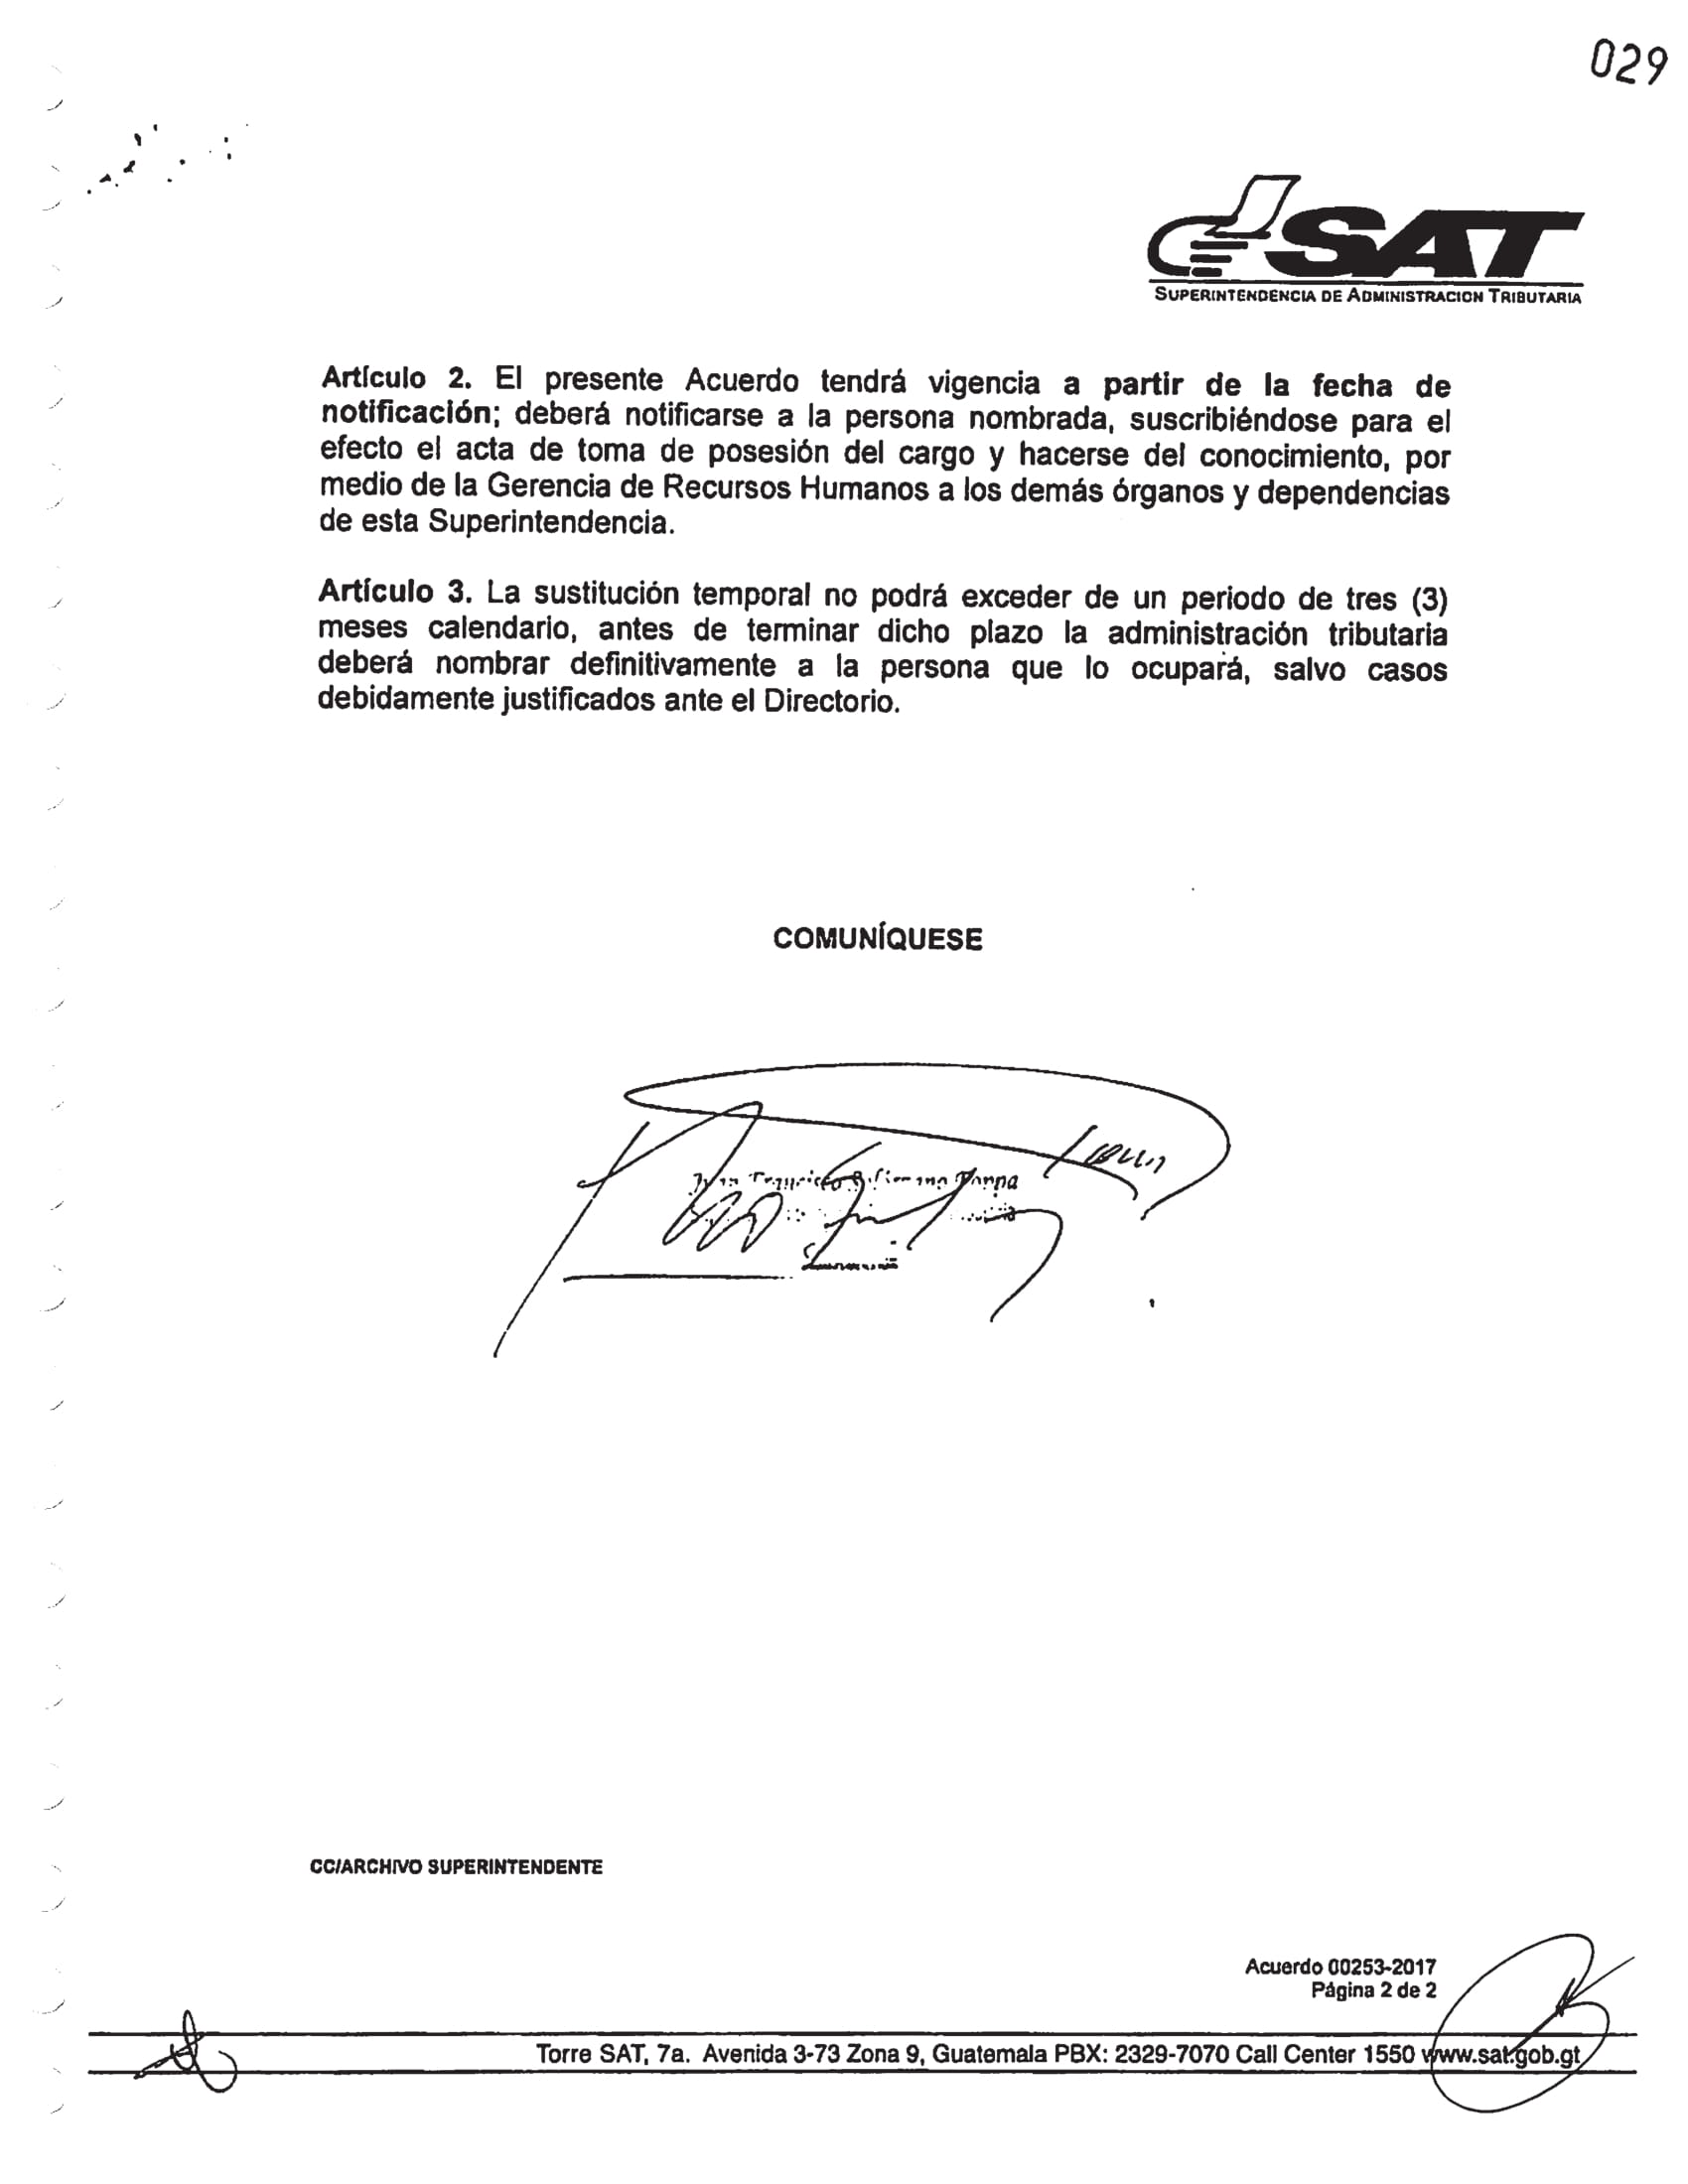 029
SAT
SUPERINTENDENCIA DE ADMINISTRACION TRIBUTARIA
Artículo 2. El presente Acuerdo tendrá vigencia a partir de la fecha de
notificación; deberá notificarse a la persona nombrada, suscribiéndose para el
efecto el acta de toma de posesión del cargo y hacerse del conocimiento, por
medio de la Gerencia de Recursos Humanos a los demás órganos y dependencias
de esta Superintendencia.
Artículo 3. La sustitución temporal no podrá exceder de un periodo de tres (3)
meses calendario, antes de terminar dicho plazo la administración tributaria
deberá nombrar definitivamente a la persona que lo ocupará, salvo casos
debidamente justificados ante el Directorio.
COMUNÍQUESE
CC/ARCHIVO SUPERINTENDENTE
Acuerdo 00253-2017
Página 2 de 2
Torre SAT, 7a. Avenida 3-73 Zona 9, Guatemala PBX: 2329-7070 Call Center 1550 www.sat.gob.gt